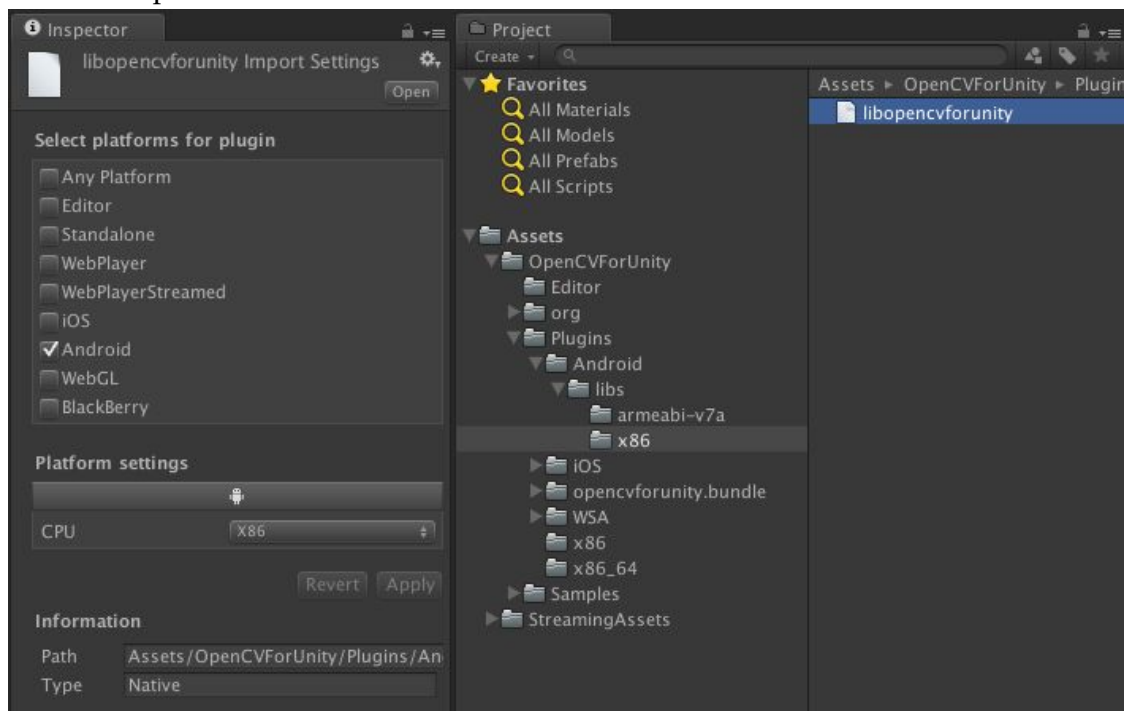 Inspector
libopencvforunity Import Settings
Open
Select platforms for plugin
Any Platform
Editor
Standalone
WebPlayer
WebPlayerStreamed
iOS
Android
WebGL
BlackBerry
Platform settings
CPU
X86
Revert
Apply
Information
Path
Assets/OpenCVForUnity/Plugins/An
Type
Native
Project
Create
Favorites
All Materials
All Models
All Prefabs
All Scripts
Assets
OpenCVForUnity
Editor
org
Plugins
Android
libs
armeabi-v7a
x86
iOS
opencvforunity.bundle
WSA
x86
x86_64
Samples
StreamingAssets
Assets ▸ OpenCVForUnity ▸ Plugin
libopencvforunity